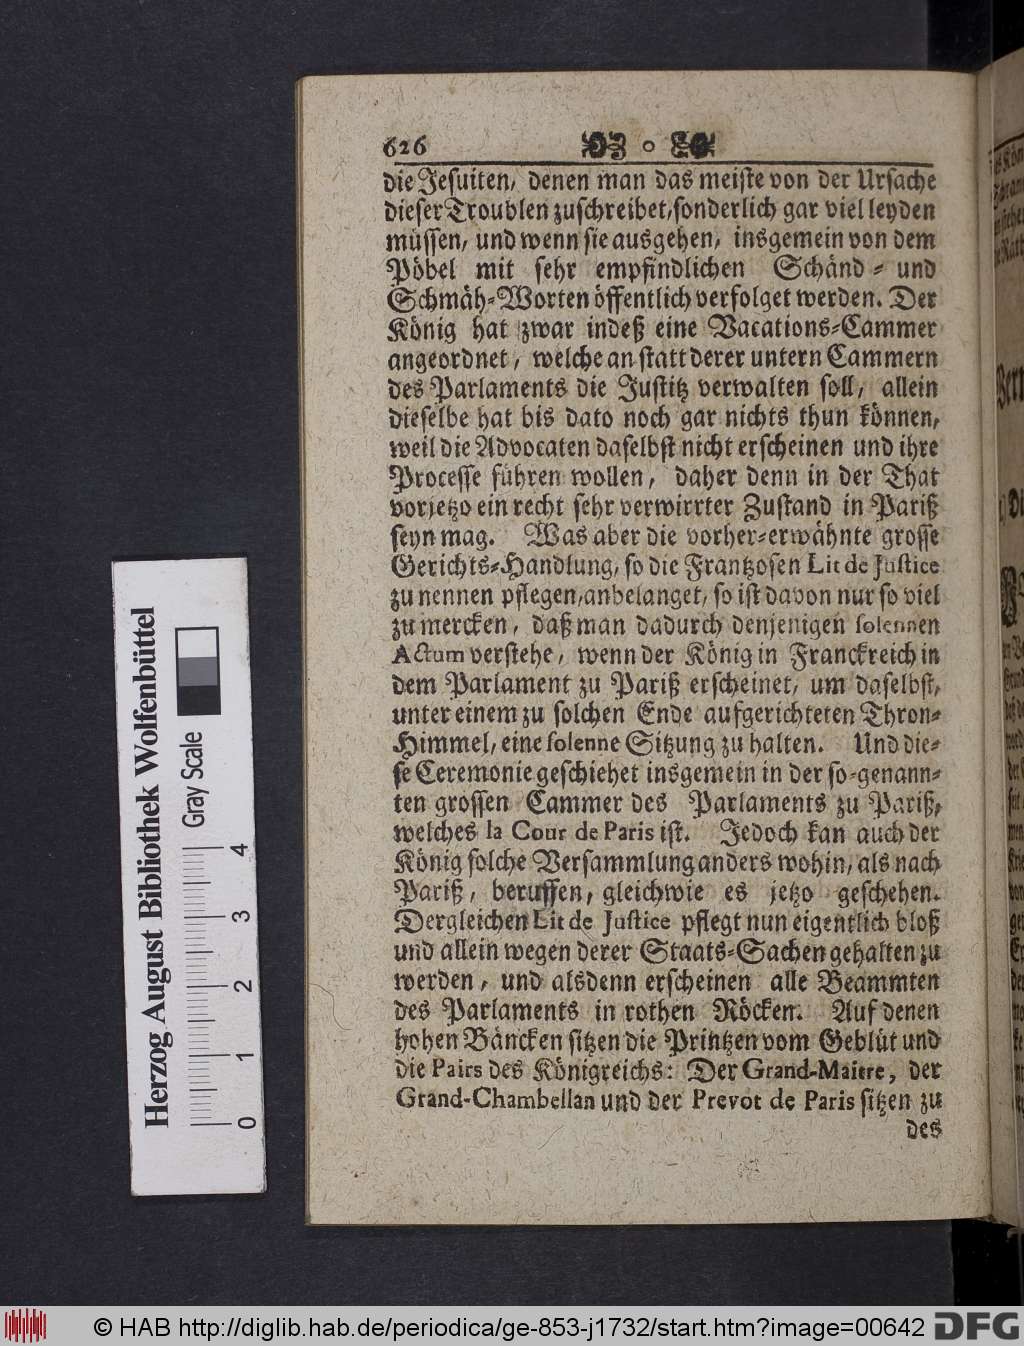 626
die Jesuiten, denen man das meiste von der Ursache
dieser Troublen zuschreibet, sonderlich gar viel leyden
müssen, und wenn sie ausgehen, insgemein von dem
Pöbel mit sehr empfindlichen Schänd- und
Schmäh-Worten öffentlich verfolget werden. Der
König hat zwar indeß eine Vacations-Cammer
angeordnet, welche an statt derer untern Cammern
des Parlaments die Justitz verwalten soll, allein
dieselbe hat bis dato noch gar nichts thun können,
weil die Advocaten daselbst nicht erscheinen und ihre
Processe führen wollen, daher denn in der That
vorjetzo ein recht sehr verwirrter Zustand in Pariß
seyn mag. Was aber die vorher-erwähnte grosse
Gerichts-Handlung, so die Frantzosen Lit de Justice
zu nennen pflegen, anbelanget, so ist davon nur so viel
zu mercken, daß man dadurch denjenigen solennen
Actum verstehe, wenn der König in Franckreich in
dem Parlament zu Pariß erscheinet, um daselbst,
unter einem zu solchen Ende aufgerichteten Thron-
Himmel, eine solenne Sitzung zu halten. Und die-
se Ceremonie geschiehet insgemein in der so-genann-
ten grossen Cammer des Parlaments zu Pariß,
welches la Cour de Paris ist. Jedoch kan auch der
König solche Versammlung anders wohin, als nach
Pariß, beruffen, gleichwie es jetzo geschehen.
Dergleichen Lit de Justice pflegt nun eigentlich bloß
und allein wegen derer Staats-Sachen gehalten zu
werden, und alsdenn erscheinen alle Beammten
des Parlaments in rothen Röcken. Auf denen
hohen Bäncken sitzen die Printzen vom Geblüt und
die Pairs des Königreichs: Der Grand-Maitre, der
Grand-Chambellan und der Prevot de Paris sitzen zu
des
Herzog August Bibliothek Wolfenbüttel
Gray Scale
0 1 2 3 4
© HAB http://diglib.hab.de/periodica/ge-853-j1732/start.htm?image=00642
DFG